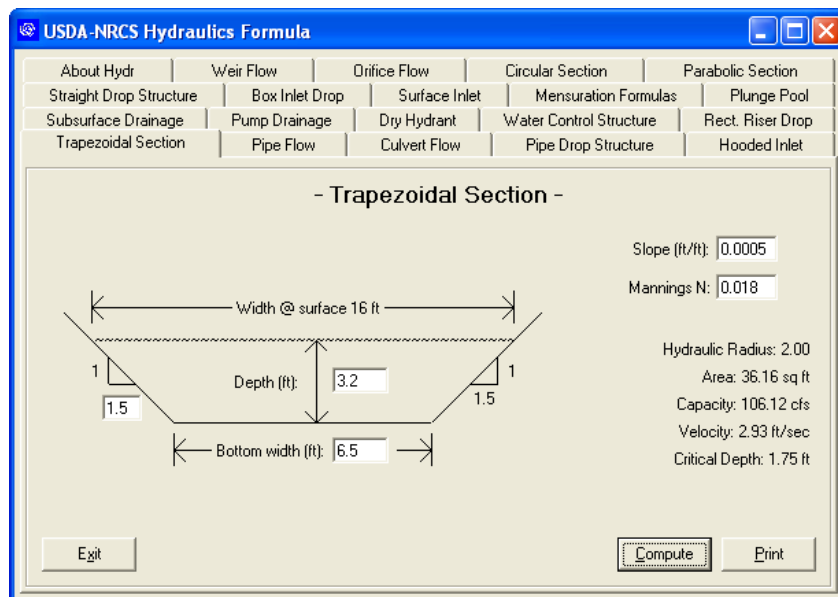 USDA-NRCS Hydraulics Formula
About Hydr Weir Flow Orifice Flow Circular Section Parabolic Section
Straight Drop Structure Box Inlet Drop Surface Inlet Mensuration Formulas Plunge Pool
Subsurface Drainage Pump Drainage Dry Hydrant Water Control Structure Rect. Riser Drop
Trapezoidal Section Pipe Flow Culvert Flow Pipe Drop Structure Hooded Inlet
- Trapezoidal Section -
Slope (ft/ft): 0.0005
Mannings N: 0.018
Width @ surface 16 ft
Hydraulic Radius: 2.00
1 Depth (ft): 3.2 1
Area: 36.16 sq ft
1.5 1.5
Capacity: 106.12 cfs
Velocity: 2.93 ft/sec
Bottom width (ft): 6.5
Critical Depth: 1.75 ft
Exit Compute Print